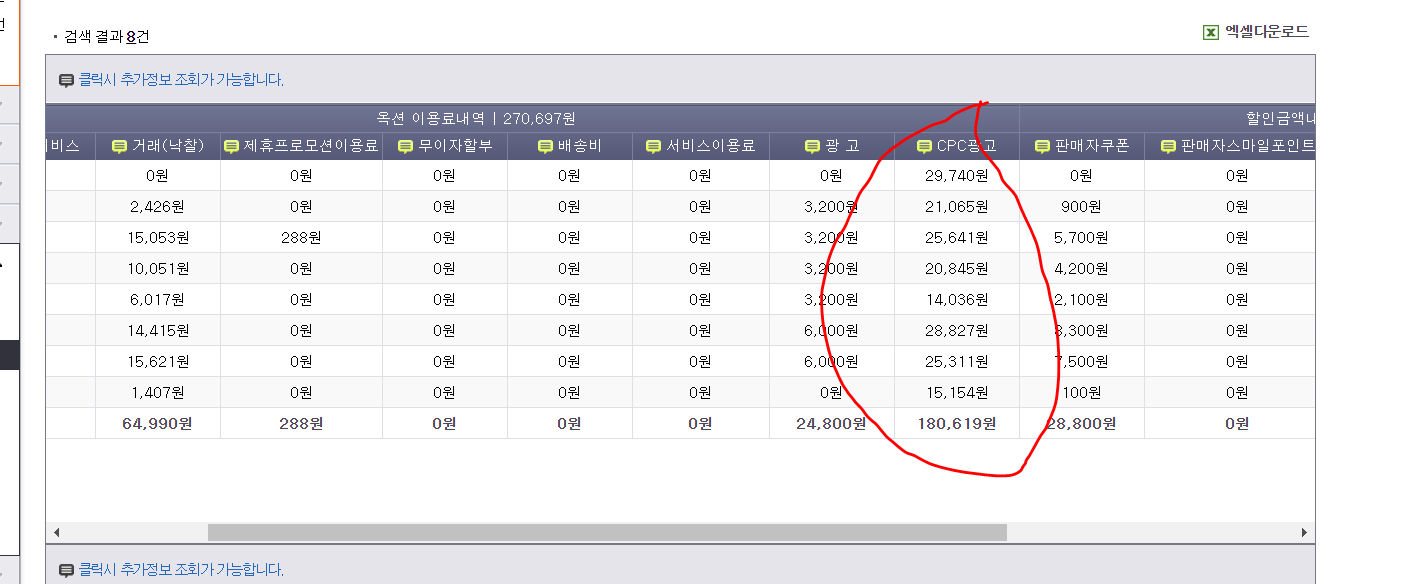 건
· 검색 결과 8건
엑셀다운로드
클릭시 추가정보 조회가 가능합니다.
옥션 이용료내역 | 270,697원 할인금액내
비스 거래(낙찰) 제휴프로모션이용료 무이자할부 배송비 서비스이용료 광 고 CPC광고 판매자쿠폰 판매자스마일포인트
0원 0원 0원 0원 0원 0원 29,740원 0원 0원
2,426원 0원 0원 0원 0원 3,200원 21,065원 900원 0원
15,053원 288원 0원 0원 0원 3,200원 25,641원 5,700원 0원
10,051원 0원 0원 0원 0원 3,200원 20,845원 4,200원 0원
6,017원 0원 0원 0원 0원 3,200원 14,036원 2,100원 0원
14,415원 0원 0원 0원 0원 6,000원 28,827원 8,300원 0원
15,621원 0원 0원 0원 0원 6,000원 25,311원 7,500원 0원
1,407원 0원 0원 0원 0원 0원 15,154원 100원 0원
64,990원 288원 0원 0원 0원 24,800원 180,619원 28,800원 0원
클릭시 추가정보 조회가 가능합니다.